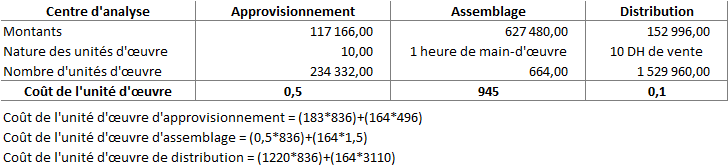 Centre d'analyse Approvisionnement Assemblage Distribution
Montants 117 166,00 627 480,00 152 996,00
Nature des unités d'œuvre 10,00 1 heure de main-d'œuvre 10 DH de vente
Nombre d'unités d'œuvre 234 332,00 664,00 1 529 960,00
Coût de l'unité d'œuvre 0,5 945 0,1
Coût de l'unité d'œuvre d'approvisionnement = (183*836)+(164*496)
Coût de l'unité d'œuvre d'assemblage = (0,5*836)+(164*1,5)
Coût de l'unité d'œuvre de distribution = (1220*836)+(164*3110)